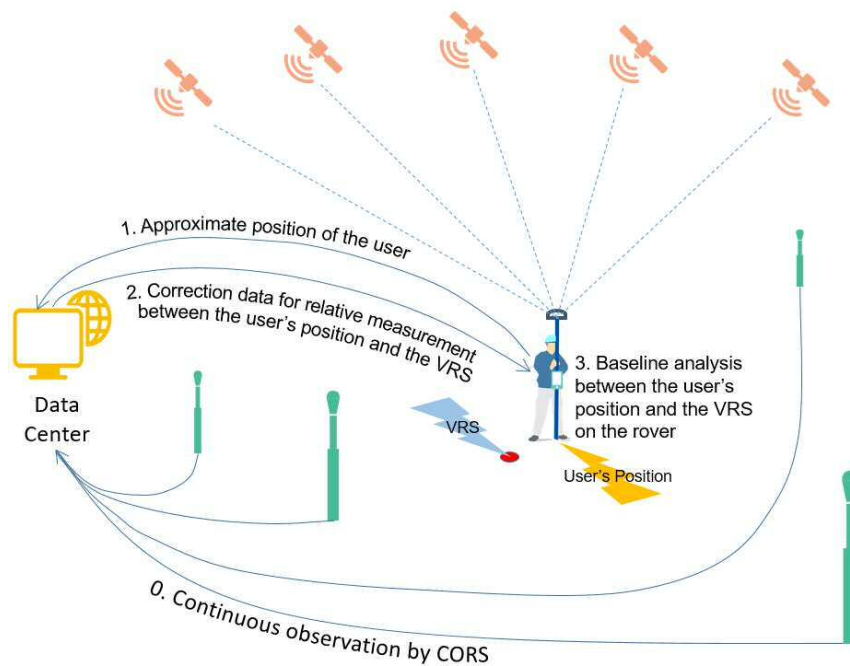 1. Approximate position of the user
2. Correction data for relative measurement
between the user's position and the VRS
3. Baseline analysis
between the user's
position and the VRS
on the rover
Data
Center
VRS
User's Position
0. Continuous observation by CORS